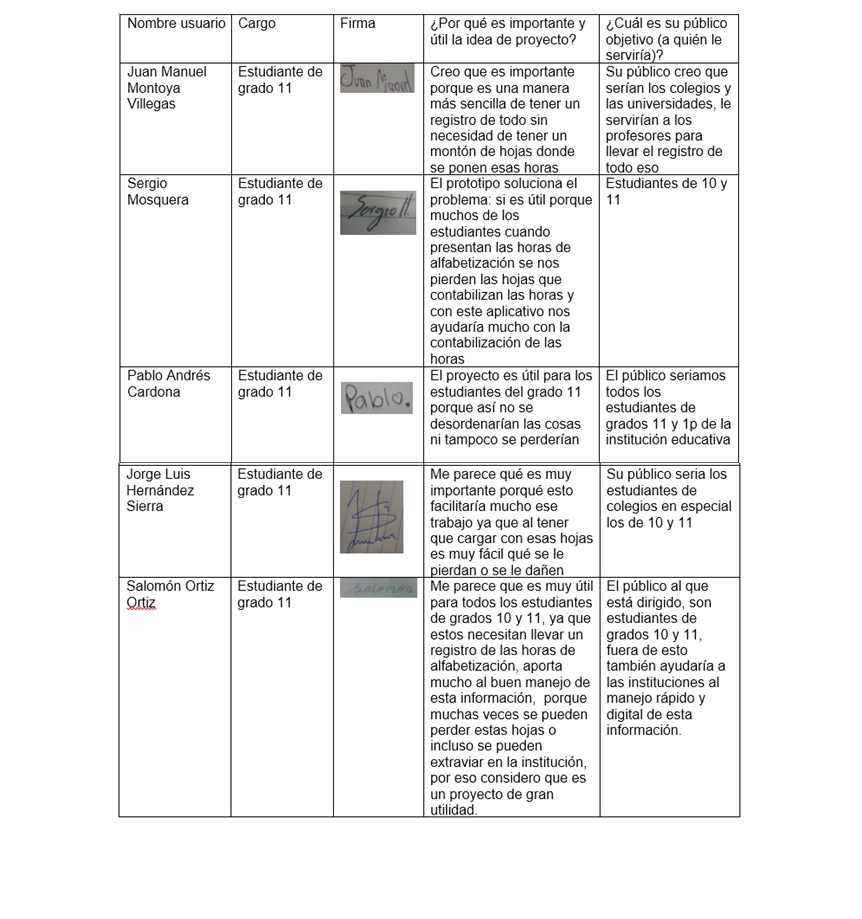 Nombre usuario
Cargo
Firma
¿Por qué es importante y
útil la idea de proyecto?
¿Cuál es su público
objetivo (a quién le
serviría)?
Juan Manuel
Montoya
Villegas
Estudiante de
grado 11
Juan Manuel
Creo que es importante
porque es una manera
más sencilla de tener un
registro de todo sin
necesidad de tener un
montón de hojas donde
se ponen esas horas
Su público creo que
serían los colegios y
las universidades, le
servirían a los
profesores para
llevar el registro de
todo eso
Sergio
Mosquera
Estudiante de
grado 11
Sergio M.
El prototipo soluciona el
problema: si es útil porque
muchos de los
estudiantes cuando
presentan las horas de
alfabetización se nos
pierden las hojas que
contabilizan las horas y
con este aplicativo nos
ayudaría mucho con la
contabilización de las
horas
Estudiantes de 10 y
11
Pablo Andrés
Cardona
Estudiante de
grado 11
Pablo.
El proyecto es útil para los
estudiantes del grado 11
porque así no se
desordenarían las cosas
ni tampoco se perderían
El público seriamos
todos los
estudiantes de
grados 11 y 1p de la
institución educativa
Jorge Luis
Hernández
Sierra
Estudiante de
grado 11
Me parece qué es muy
importante porqué esto
facilitaría mucho ese
trabajo ya que al tener
que cargar con esas hojas
es muy fácil qué se le
pierdan o se le dañen
Su público seria los
estudiantes de
colegios en especial
los de 10 y 11
Salomón Ortiz
Ortiz
Estudiante de
grado 11
Salomon
Me parece que es muy útil
para todos los estudiantes
de grados 10 y 11, ya que
estos necesitan llevar un
registro de las horas de
alfabetización, aporta
mucho al buen manejo de
esta información,  porque
muchas veces se pueden
perder estas hojas o
incluso se pueden
extraviar en la institución,
por eso considero que es
un proyecto de gran
utilidad.
El público al que
está dirigido, son
estudiantes de
grados 10 y 11,
fuera de esto
también ayudaría a
las instituciones al
manejo rápido y
digital de esta
información.